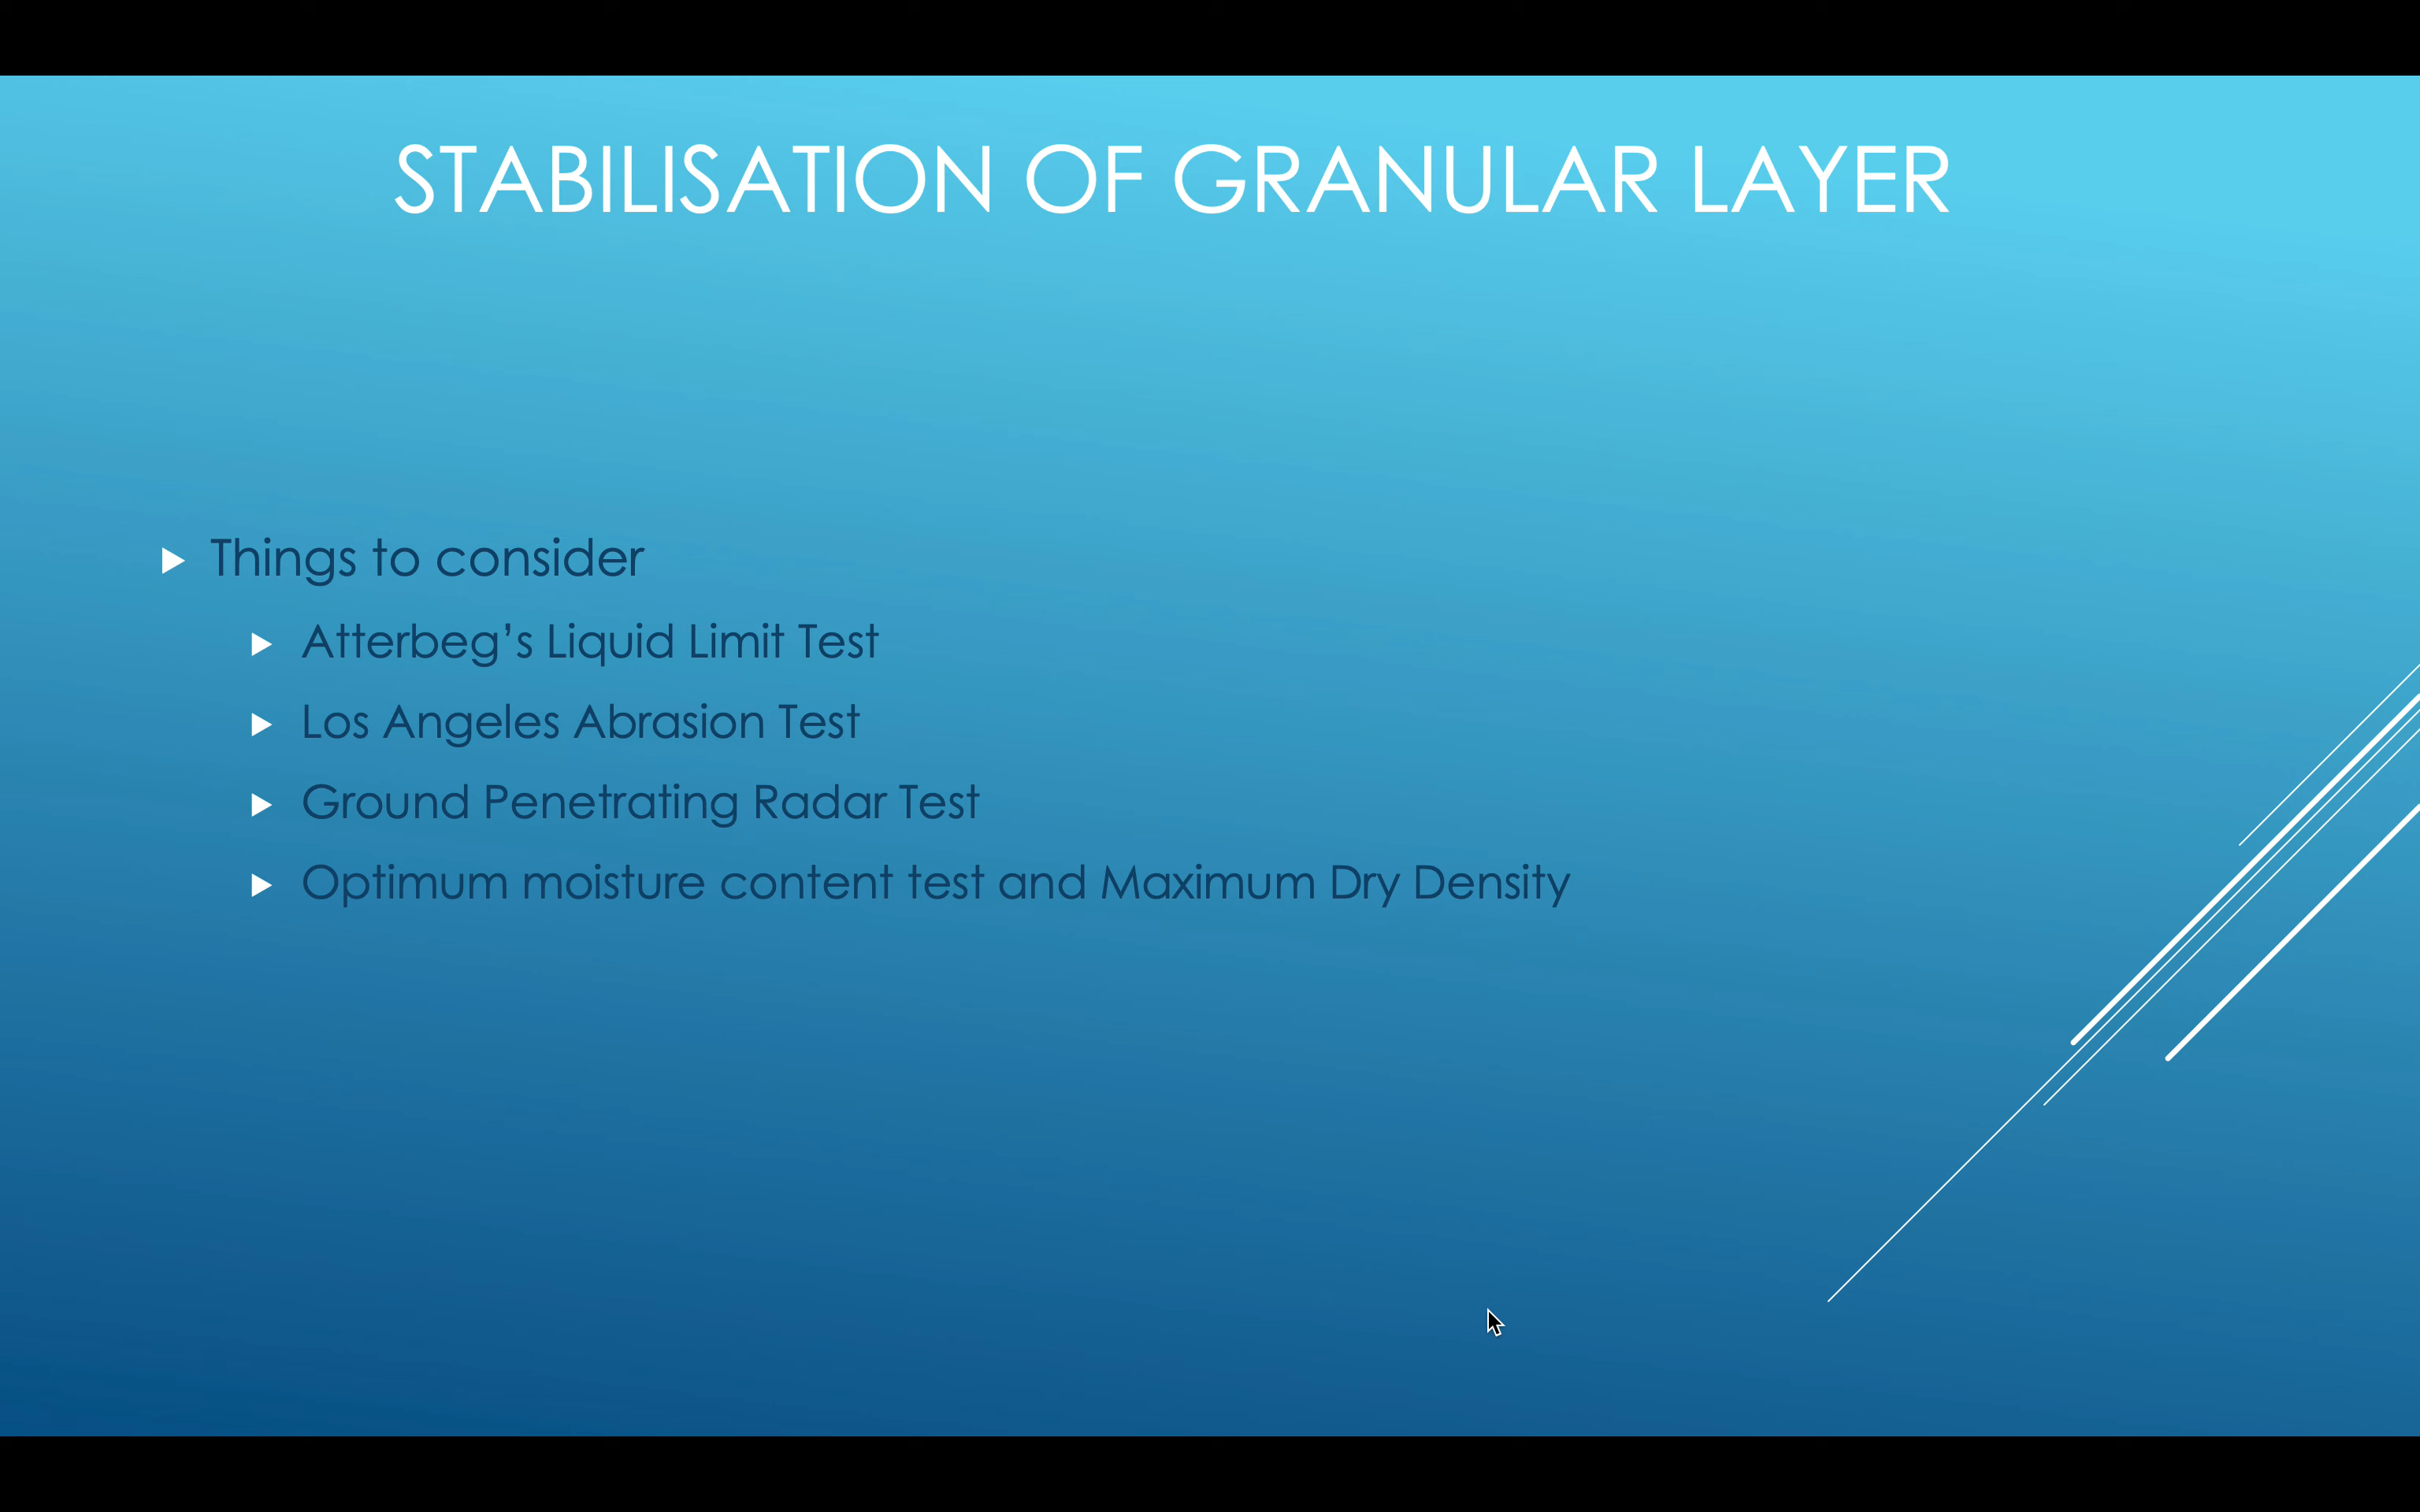 STABILISATION OF GRANULAR LAYER
Things to consider
Atterbeg's Liquid Limit Test
Los Angeles Abrasion Test
Ground Penetrating Radar Test
Optimum moisture content test and Maximum Dry Density